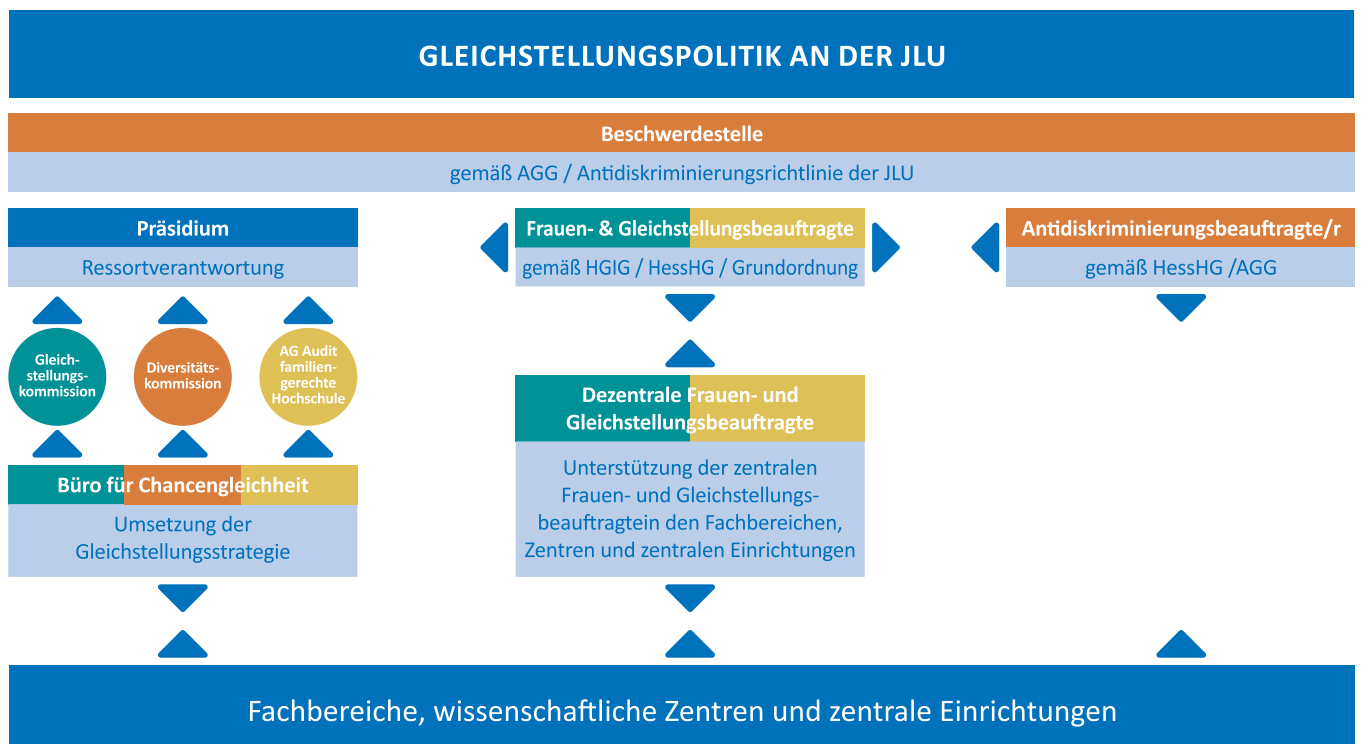 GLEICHSTELLUNGSPOLITIK AN DER JLU
Beschwerdestelle
gemäß AGG / Antidiskriminierungsrichtlinie der JLU
Präsidium
Ressortverantwortung
Gleich-
stellungs-
kommission
Diversitäts-
kommission
AG Audit
familien-
gerechte
Hochschule
Büro für Chancengleichheit
Umsetzung der
Gleichstellungsstrategie
Frauen- & Gleichstellungsbeauftragte
gemäß HGIG / HessHG / Grundordnung
Dezentrale Frauen- und
Gleichstellungsbeauftragte
Unterstützung der zentralen
Frauen- und Gleichstellungs-
beauftragtein den Fachbereichen,
Zentren und zentralen Einrichtungen
Antidiskriminierungsbeauftragte/r
gemäß HessHG /AGG
Fachbereiche, wissenschaftliche Zentren und zentrale Einrichtungen